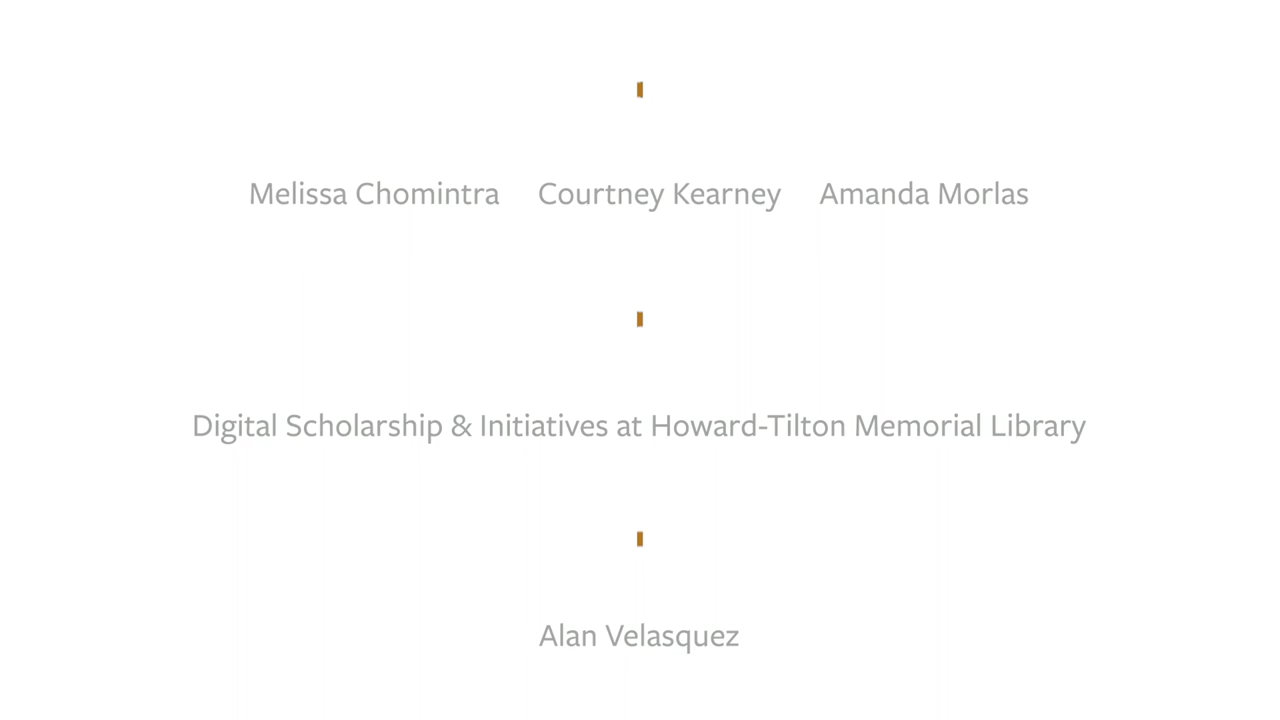 Melissa Chomintra Courtney Kearney Amanda Morlas
Digital Scholarship & Initiatives at Howard-Tilton Memorial Library
Alan Velasquez